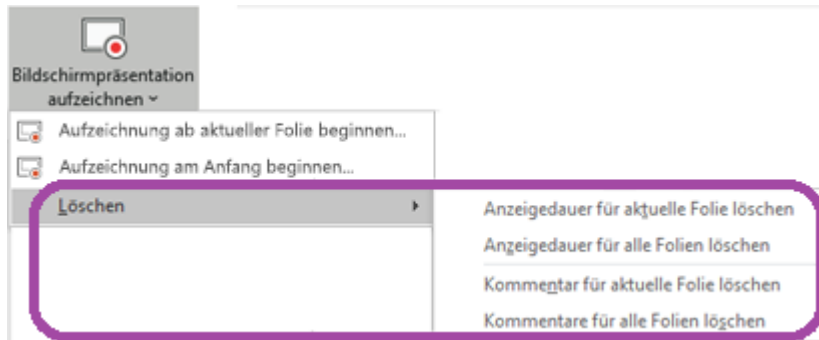 Bildschirmpräsentation
aufzeichnen
Aufzeichnung ab aktueller Folie beginnen...
Aufzeichnung am Anfang beginnen...
Löschen
Anzeigedauer für aktuelle Folie löschen
Anzeigedauer für alle Folien löschen
Kommentar für aktuelle Folie löschen
Kommentare für alle Folien löschen